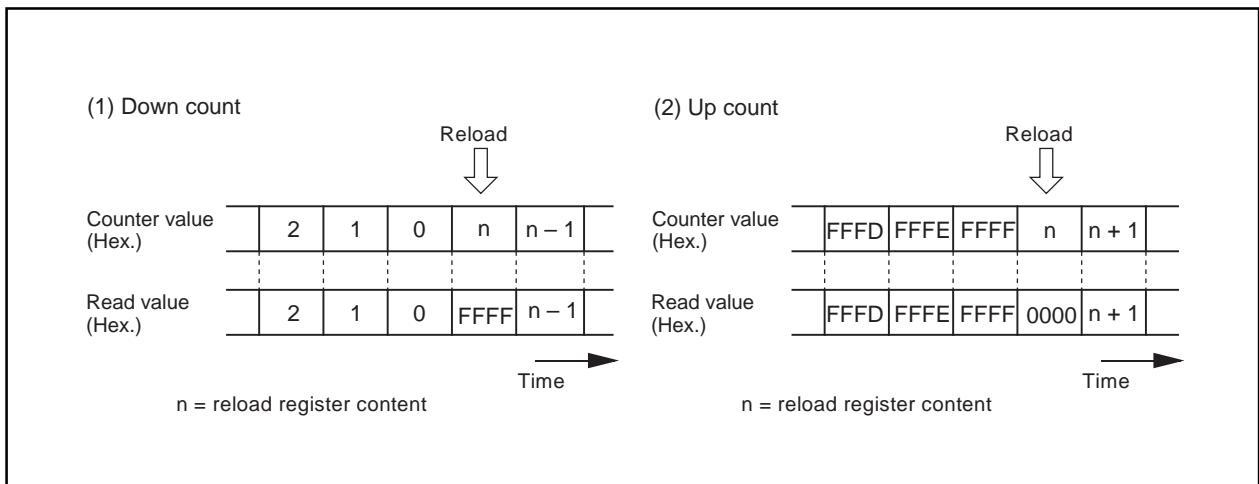 (1) Down count
Reload
Counter value
(Hex.)
2 1 0 n n – 1
Read value
(Hex.)
2 1 0 FFFF n – 1
Time
n = reload register content
(2) Up count
Reload
Counter value
(Hex.)
FFFD FFFE FFFF n n + 1
Read value
(Hex.)
FFFD FFFE FFFF 0000 n + 1
Time
n = reload register content